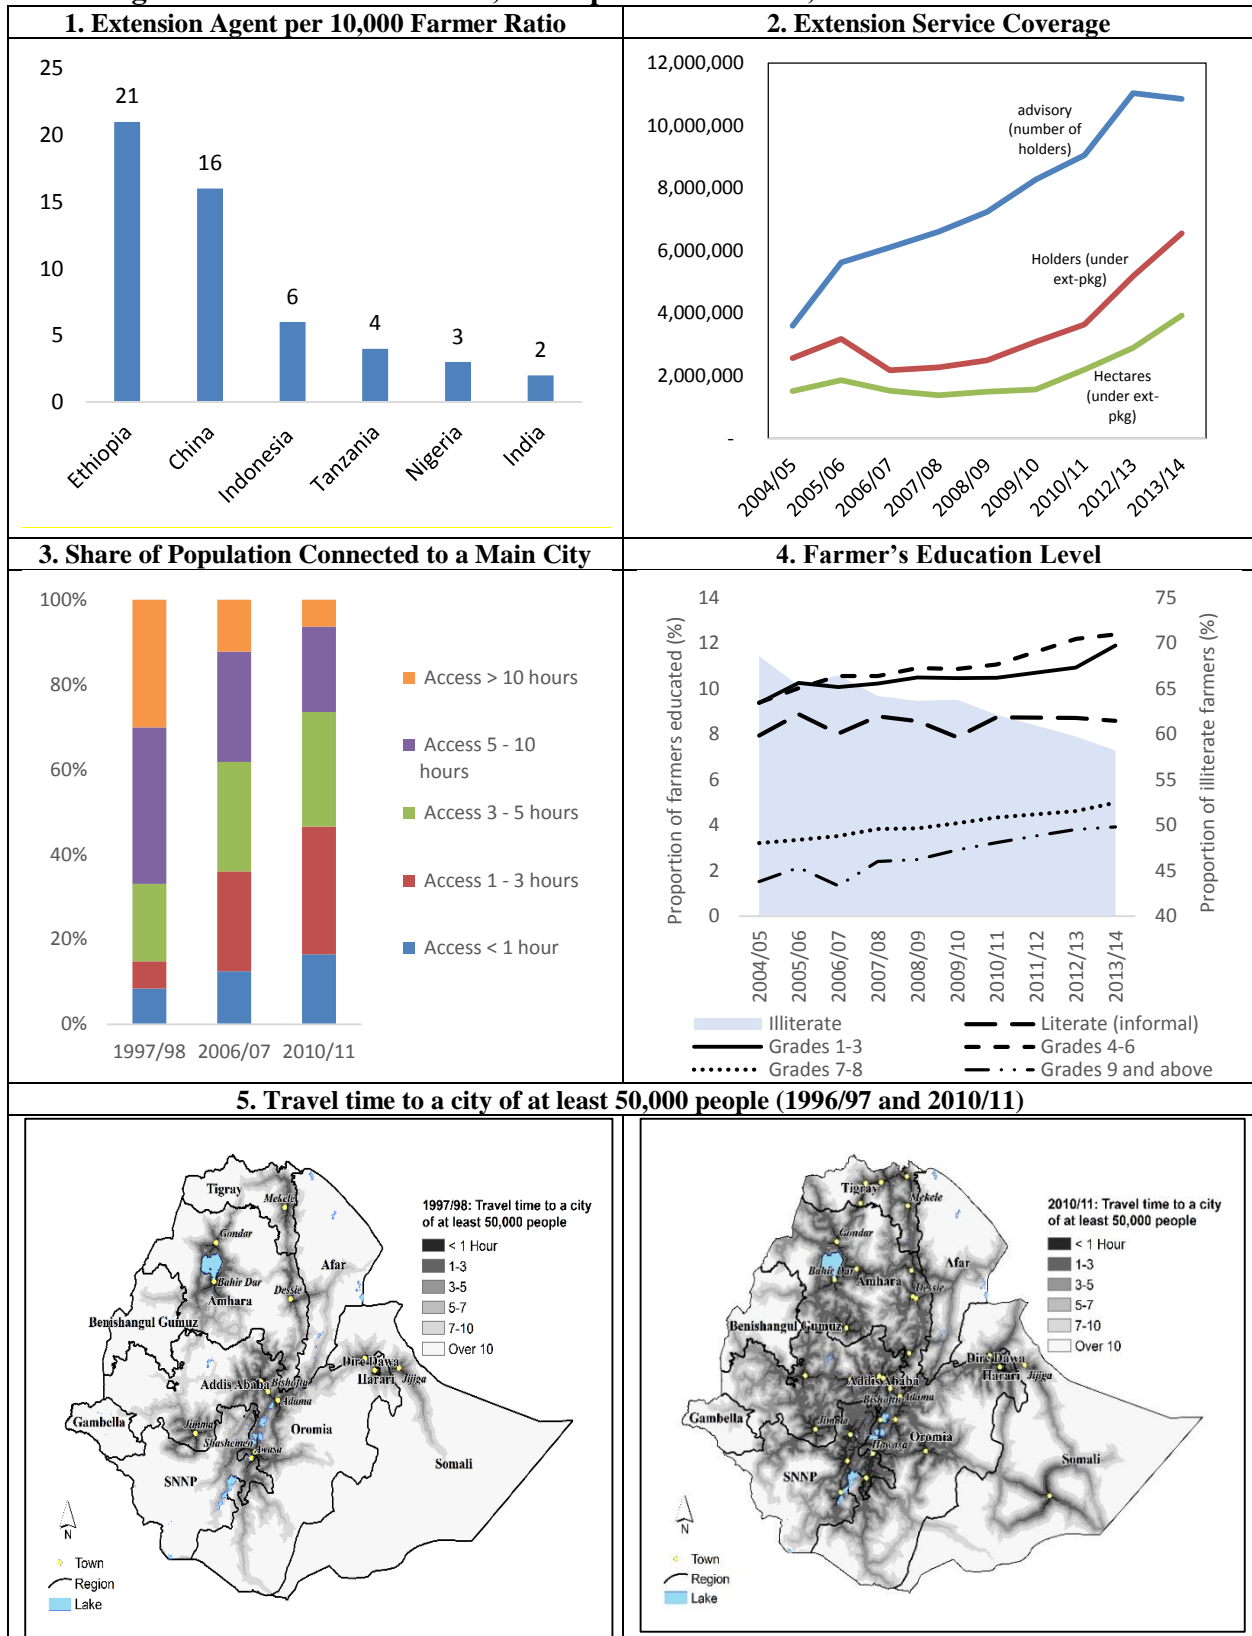 1. Extension Agent per 10,000 Farmer Ratio
25
20
15
10
5
0
21
16
6
4
3
2
Ethiopia
China
Indonesia
Tanzania
Nigeria
India
2. Extension Service Coverage
12,000,000
10,000,000
8,000,000
6,000,000
4,000,000
2,000,000
-
advisory
(number of
holders)
Holders (under
ext-pkg)
Hectares
(under ext-
pkg)
2004/05
2005/06
2006/07
2007/08
2008/09
2009/10
2010/11
2012/13
2013/14
3. Share of Population Connected to a Main City
100%
80%
60%
40%
20%
0%
1997/98 2006/07 2010/11
Access > 10 hours
Access 5 - 10
hours
Access 3 - 5 hours
Access 1 - 3 hours
Access < 1 hour
4. Farmer’s Education Level
Proportion of farmers educated (%)
14
12
10
8
6
4
2
0
75
70
65
60
55
50
45
40
Proportion of illiterate farmers (%)
2004/05
2005/06
2006/07
2007/08
2008/09
2009/10
2010/11
2011/12
2012/13
2013/14
Illiterate
Literate (informal)
Grades 1-3
Grades 4-6
Grades 7-8
Grades 9 and above
5. Travel time to a city of at least 50,000 people (1996/97 and 2010/11)
Tigray
Mekele
Gondar
Bahir Dar
Amhara
Dessie
Afar
Benishangul Gumuz
Addis Ababa
Bishoftu
Adama
Dire Dawa
Harari
Jijiga
Gambella
Jimma
Shashemen
Awasa
Oromia
SNNP
Somali
1997/98: Travel time to a city
of at least 50,000 people
< 1 Hour
1-3
3-5
5-7
7-10
Over 10
N
Town
Region
Lake
Tigray
Mekele
Gondar
Bahir Dar
Amhara
Dessie
Afar
Benishangul Gumuz
Addis Ababa
Bishoftu
Adama
Dire Dawa
Harari
Jijiga
Gambella
Jimma
Hawasa
Oromia
SNNP
Somali
2010/11: Travel time to a city
of at least 50,000 people
< 1 Hour
1-3
3-5
5-7
7-10
Over 10
N
Town
Region
Lake